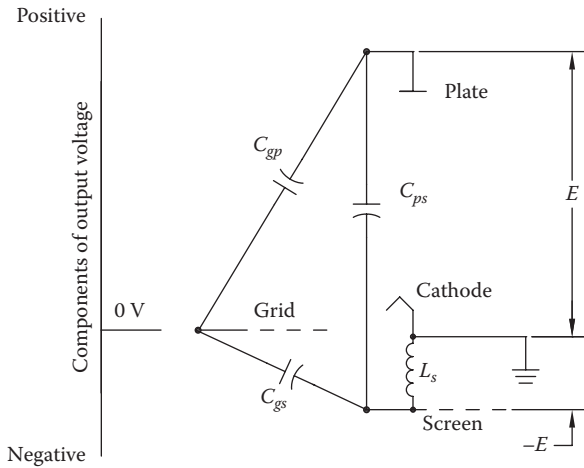 Positive
Components of output voltage
0 V
Negative
C_gp
C_ps
C_gs
Grid
Plate
Cathode
L_s
Screen
E
–E